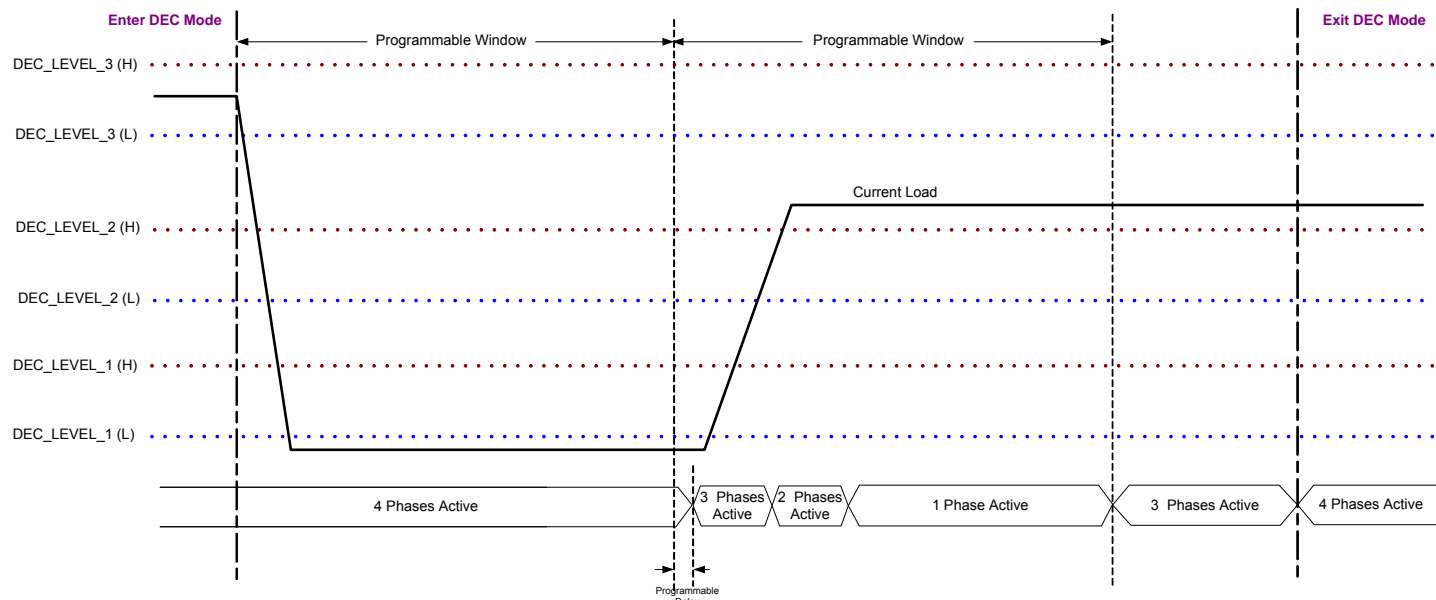 Enter DEC Mode
Exit DEC Mode
Programmable Window
Programmable Window
DEC_LEVEL_3 (H)
DEC_LEVEL_3 (L)
Current Load
DEC_LEVEL_2 (H)
DEC_LEVEL_2 (L)
DEC_LEVEL_1 (H)
DEC_LEVEL_1 (L)
4 Phases Active
3 Phases
Active
2 Phases
Active
1 Phase Active
3 Phases Active
4 Phases Active
Programmable